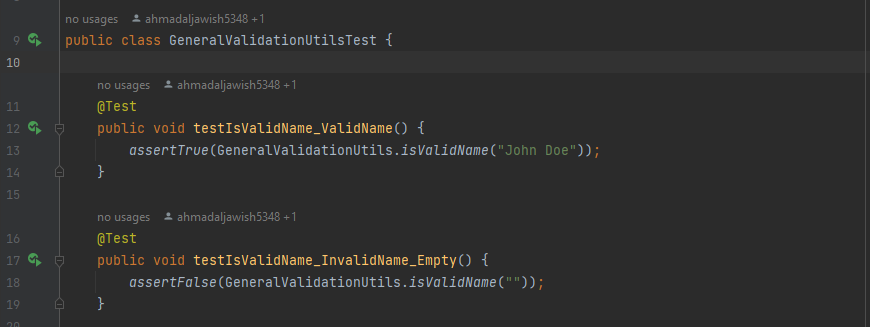 no usages ahmadaljawish5348 +1
9 public class GeneralValidationUtilsTest {
10
no usages ahmadaljawish5348 +1
11 @Test
12 public void testIsValidName_ValidName() {
13 assertTrue(GeneralValidationUtils.isValidName("John Doe"));
14 }
15
no usages ahmadaljawish5348 +1
16 @Test
17 public void testIsValidName_InvalidName_Empty() {
18 assertFalse(GeneralValidationUtils.isValidName(""));
19 }